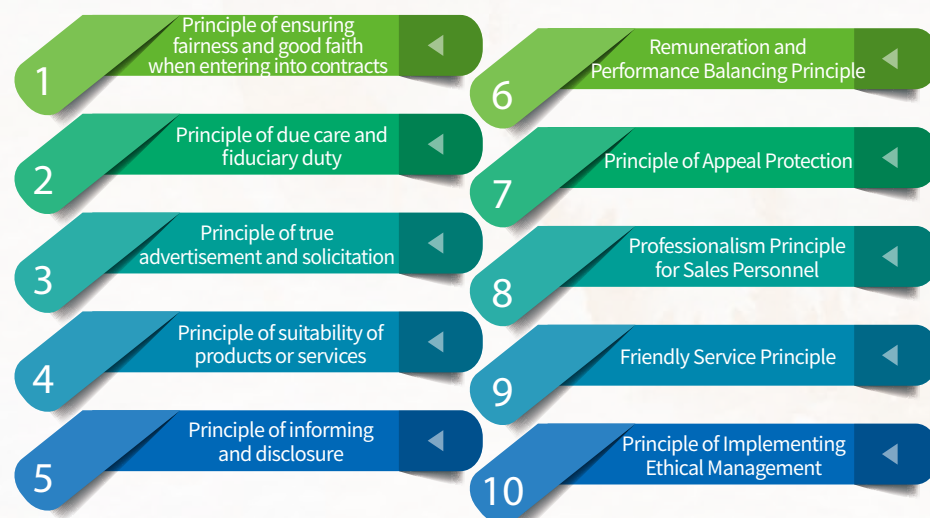 1
Principle of ensuring
fairness and good faith
when entering into contracts
2
Principle of due care and
fiduciary duty
3
Principle of true
advertisement and solicitation
4
Principle of suitability of
products or services
5
Principle of informing
and disclosure
6
Remuneration and
Performance Balancing Principle
7
Principle of Appeal Protection
8
Professionalism Principle
for Sales Personnel
9
Friendly Service Principle
10
Principle of Implementing
Ethical Management